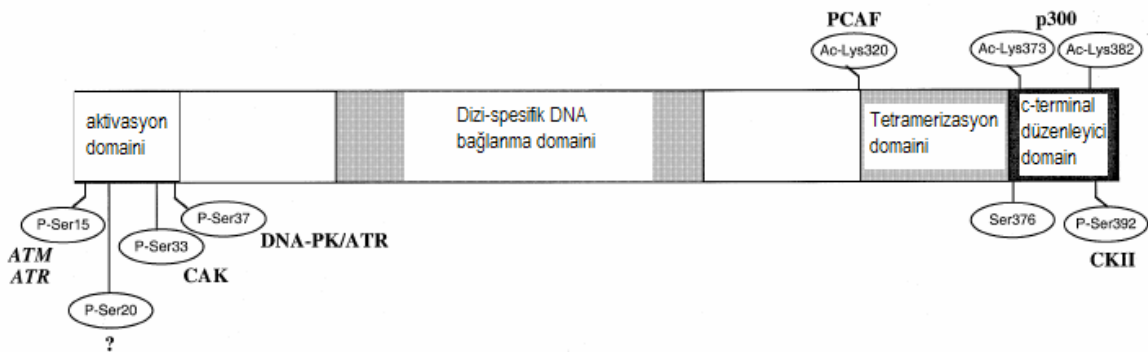 PCAF
p300
Ac-Lys320
Ac-Lys373
Ac-Lys382
aktivasyon
domaini
Dizi-spesifik DNA
bağlanma domaini
Tetramerizasyon
domaini
c-terminal
düzenleyici
domain
P-Ser15
P-Ser37
Ser376
P-Ser392
ATM
ATR
P-Ser33
DNA-PK/ATR
CAK
CKII
P-Ser20
?